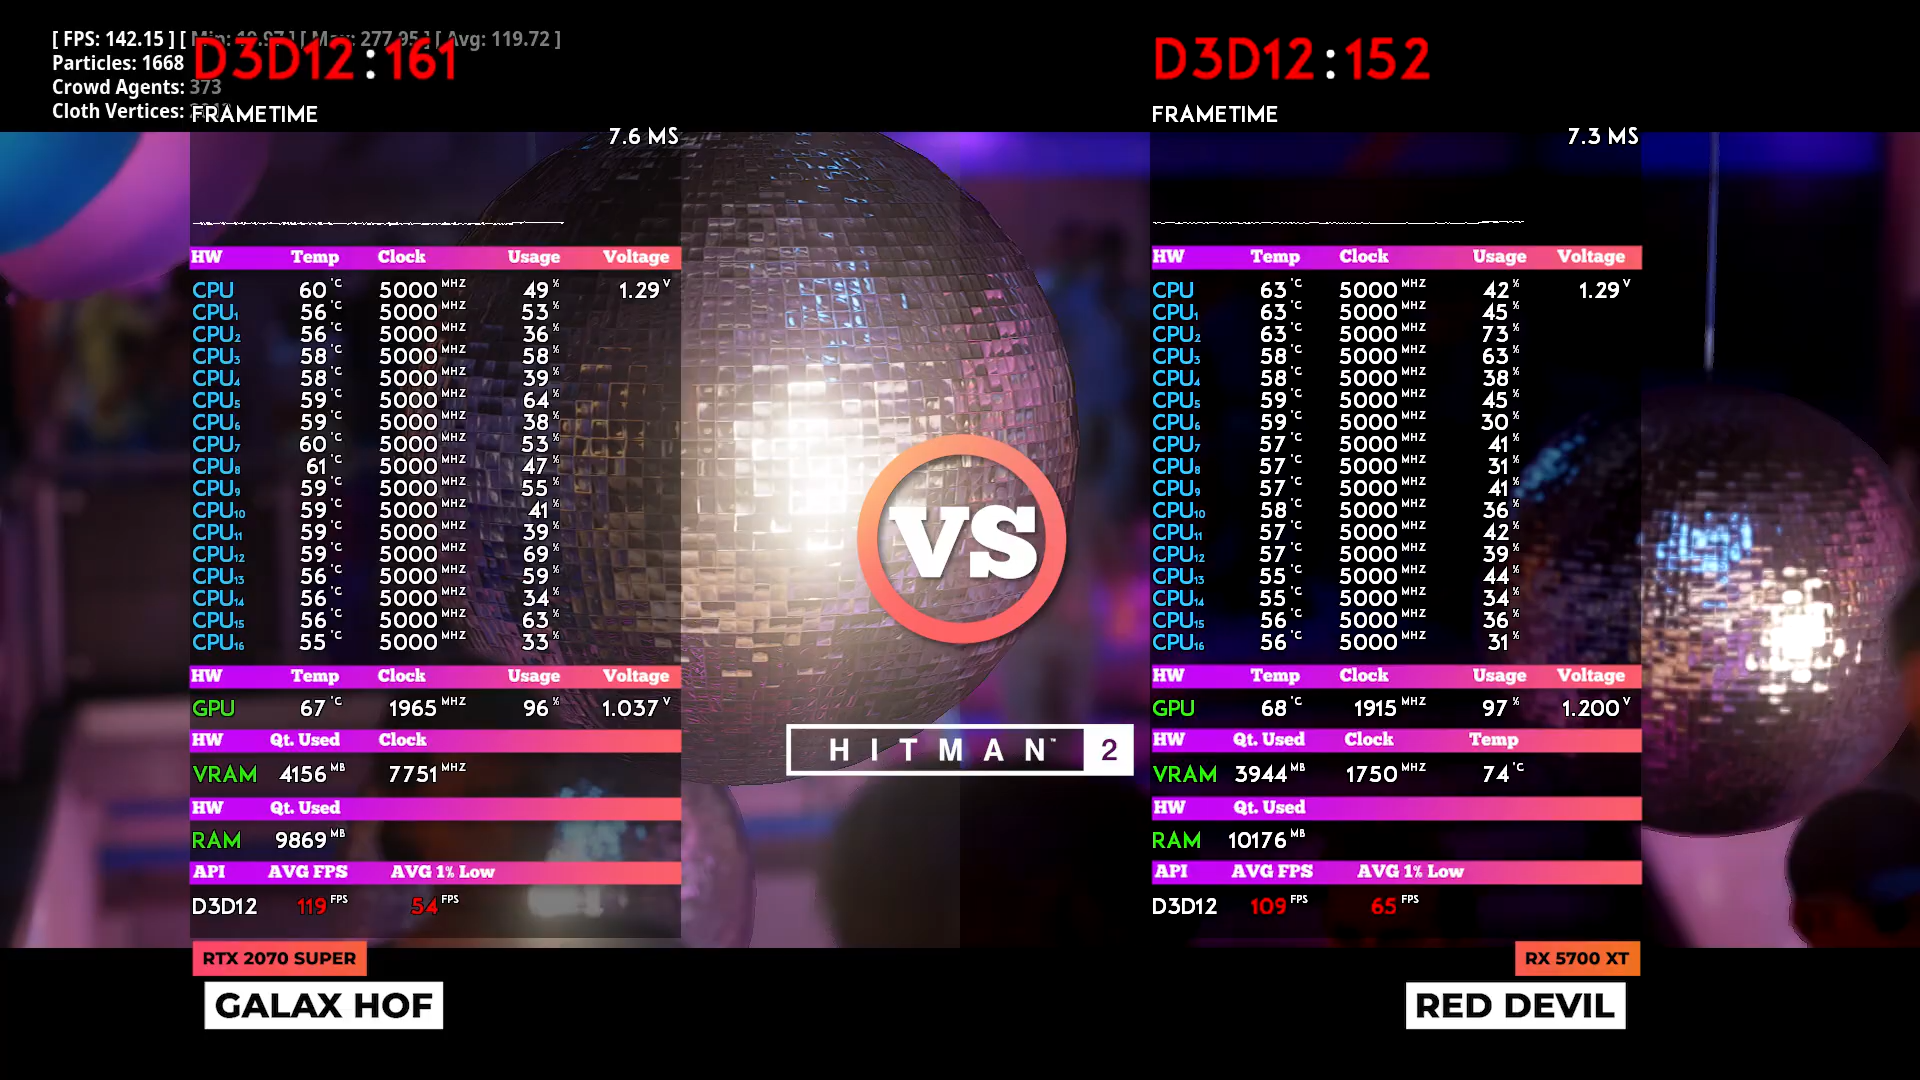 [ FPS: 142.15 ] [ Min: 19.97 ] [ Max: 277.95 ] [ Avg: 119.72 ]
Particles: 1668
Crowd Agents: 373
Cloth Vertices:
D3D12:161
FRAMETIME
7.6 MS
HW Temp Clock Usage Voltage
CPU 60 °C 5000 MHZ 49 % 1.29 V
CPU1 56 °C 5000 MHZ 53 %
CPU2 56 °C 5000 MHZ 36 %
CPU3 58 °C 5000 MHZ 58 %
CPU4 58 °C 5000 MHZ 39 %
CPU5 59 °C 5000 MHZ 64 %
CPU6 59 °C 5000 MHZ 38 %
CPU7 60 °C 5000 MHZ 53 %
CPU8 61 °C 5000 MHZ 47 %
CPU9 59 °C 5000 MHZ 55 %
CPU10 59 °C 5000 MHZ 41 %
CPU11 59 °C 5000 MHZ 39 %
CPU12 59 °C 5000 MHZ 69 %
CPU13 56 °C 5000 MHZ 59 %
CPU14 56 °C 5000 MHZ 34 %
CPU15 56 °C 5000 MHZ 63 %
CPU16 55 °C 5000 MHZ 33 %
HW Temp Clock Usage Voltage
GPU 67 °C 1965 MHZ 96 % 1.037 V
HW Qt. Used Clock
VRAM 4156 MB 7751 MHZ
HW Qt. Used
RAM 9869 MB
API AVG FPS AVG 1% Low
D3D12 119 FPS 54 FPS
RTX 2070 SUPER
GALAX HOF
VS
HITMAN™ 2
D3D12:152
FRAMETIME
7.3 MS
HW Temp Clock Usage Voltage
CPU 63 °C 5000 MHZ 42 % 1.29 V
CPU1 63 °C 5000 MHZ 45 %
CPU2 63 °C 5000 MHZ 73 %
CPU3 58 °C 5000 MHZ 63 %
CPU4 58 °C 5000 MHZ 38 %
CPU5 59 °C 5000 MHZ 45 %
CPU6 59 °C 5000 MHZ 30 %
CPU7 57 °C 5000 MHZ 41 %
CPU8 57 °C 5000 MHZ 31 %
CPU9 57 °C 5000 MHZ 41 %
CPU10 58 °C 5000 MHZ 36 %
CPU11 57 °C 5000 MHZ 42 %
CPU12 57 °C 5000 MHZ 39 %
CPU13 55 °C 5000 MHZ 44 %
CPU14 55 °C 5000 MHZ 34 %
CPU15 56 °C 5000 MHZ 36 %
CPU16 56 °C 5000 MHZ 31 %
HW Temp Clock Usage Voltage
GPU 68 °C 1915 MHZ 97 % 1.200 V
HW Qt. Used Clock Temp
VRAM 3944 MB 1750 MHZ 74 °C
HW Qt. Used
RAM 10176 MB
API AVG FPS AVG 1% Low
D3D12 109 FPS 65 FPS
RX 5700 XT
RED DEVIL